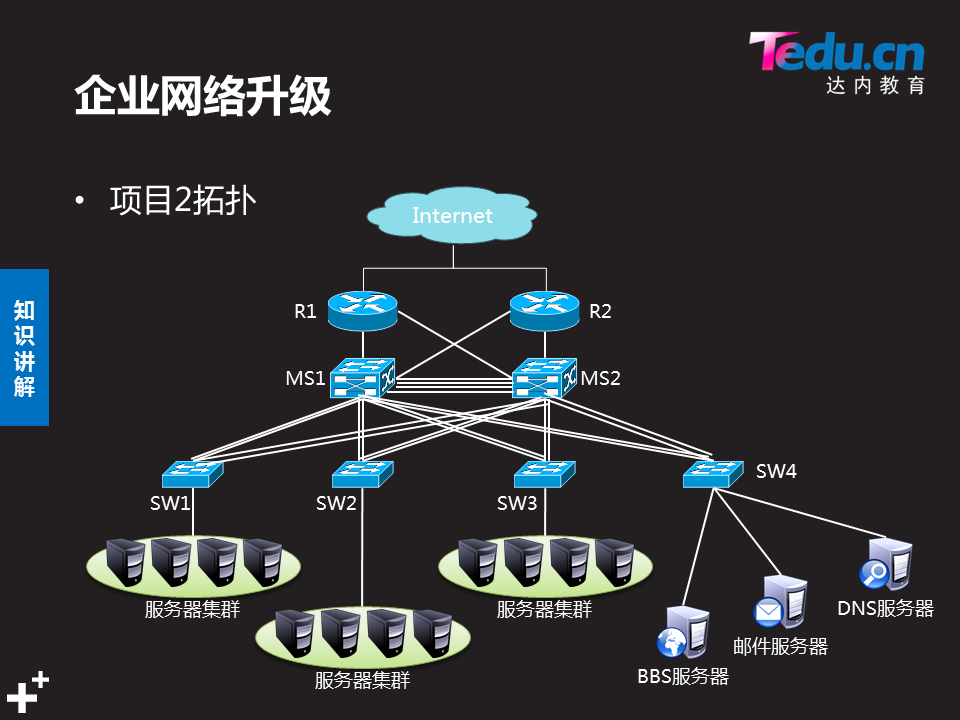 Tedu.cn
达内教育
企业网络升级
• 项目2拓扑
Internet
R1
R2
MS1
MS2
知识讲解
SW4
SW1
SW2
SW3
服务器集群
服务器集群
DNS服务器
邮件服务器
BBS服务器
服务器集群